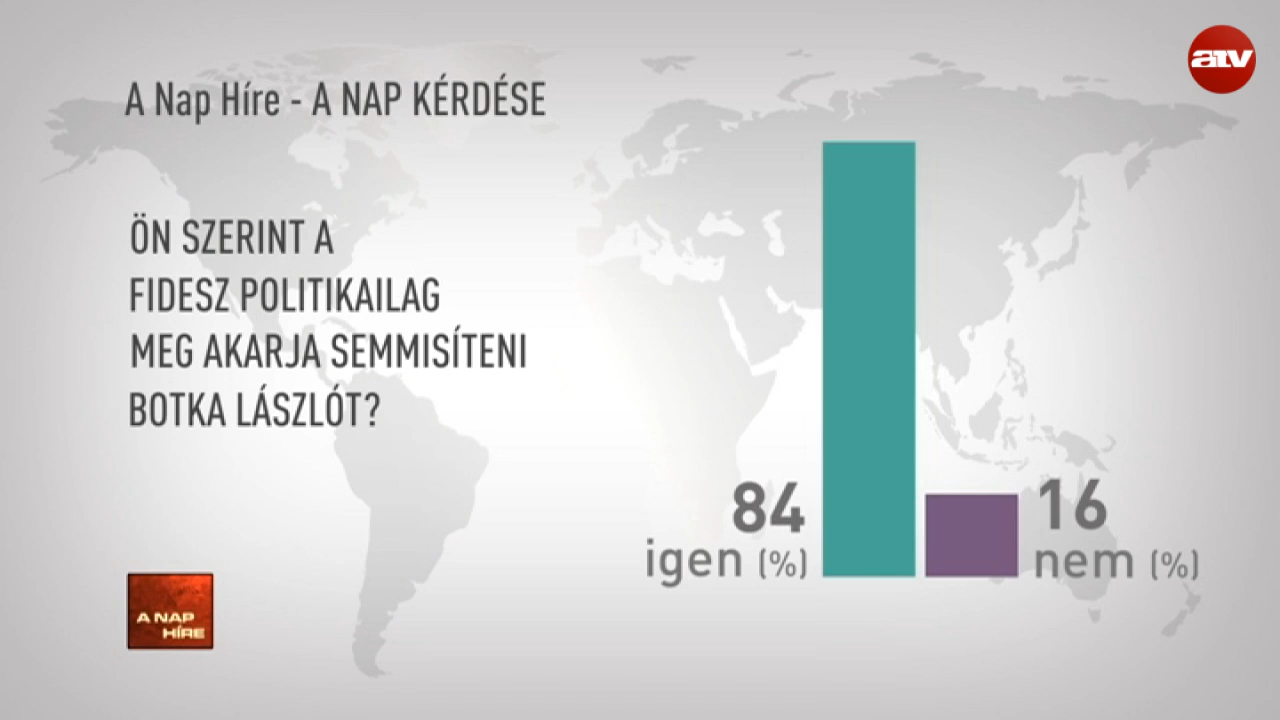 atv
A Nap Híre - A NAP KÉRDÉSE
ÖN SZERINT A
FIDESZ POLITIKAILAG
MEG AKARJA SEMMISÍTENI
BOTKA LÁSZLÓT?
84
igen (%)
16
nem (%)
A NAP
HÍRE